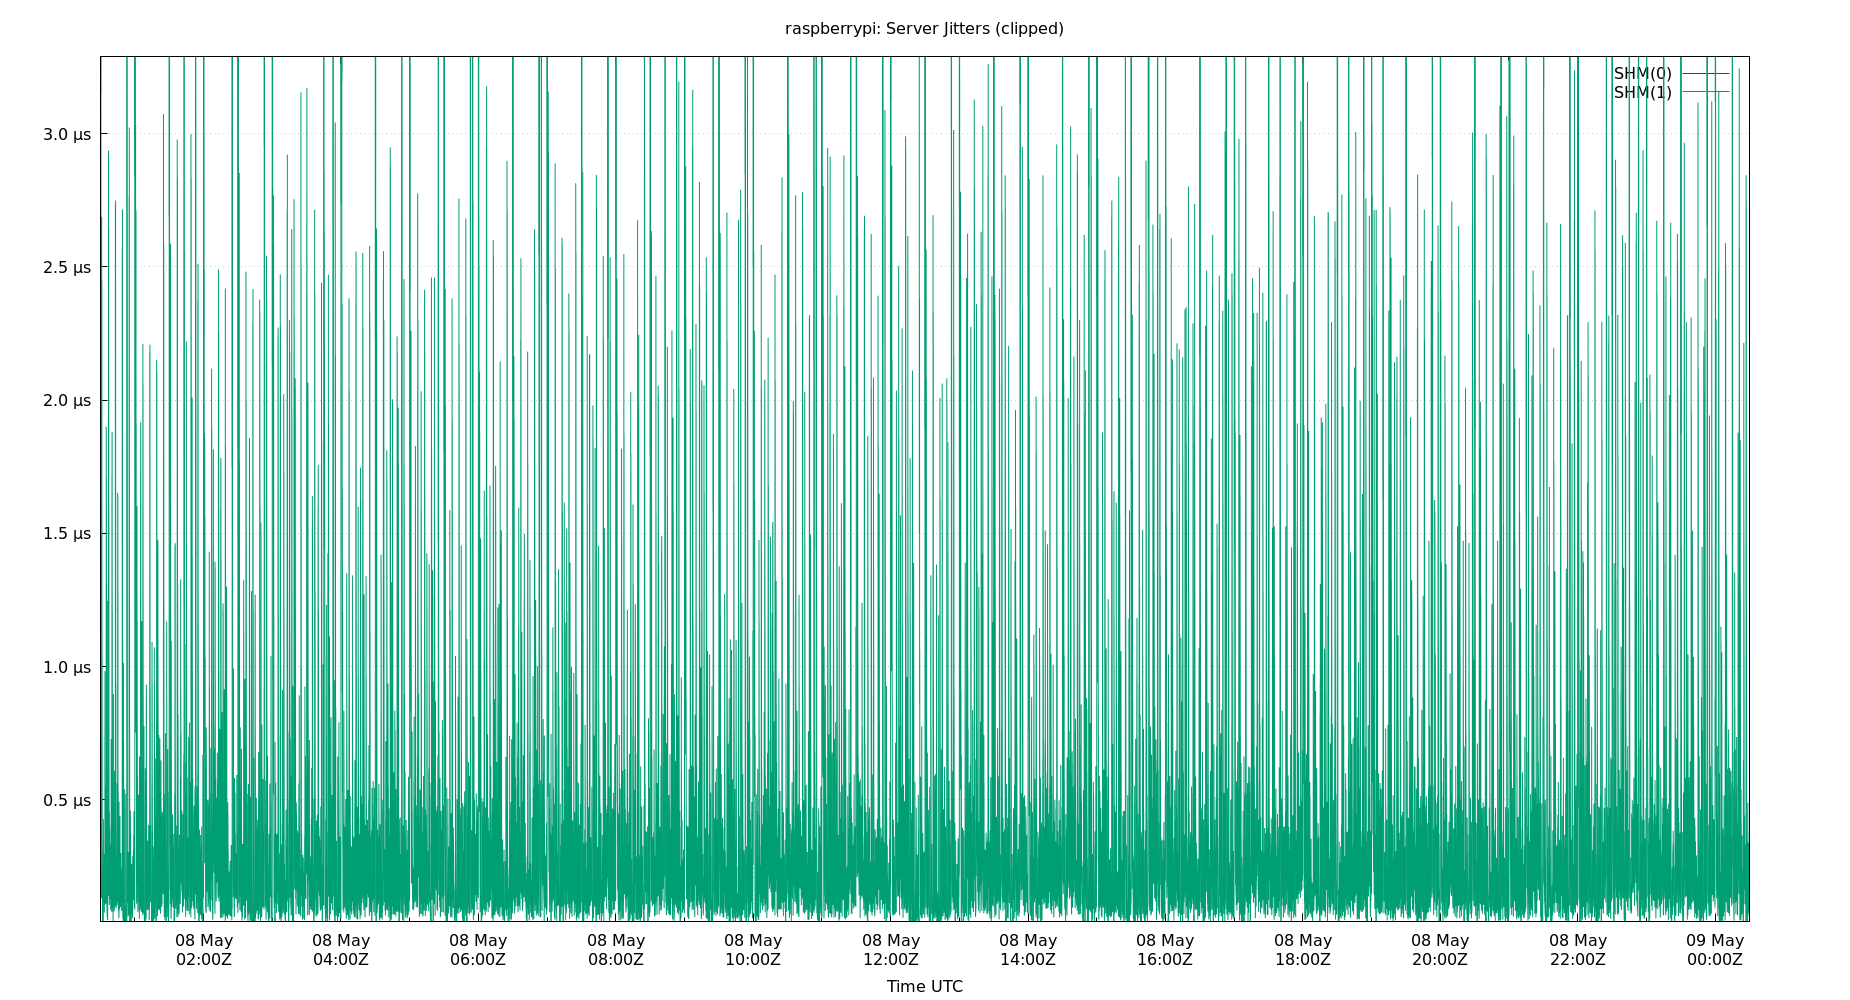 raspberrypi: Server Jitters (clipped)
SHM(0)
SHM(1)
3.0 µs
2.5 µs
2.0 µs
1.5 µs
1.0 µs
0.5 µs
08 May 08 May 08 May 08 May 08 May 08 May 08 May 08 May 08 May 08 May 08 May 09 May
02:00Z 04:00Z 06:00Z 08:00Z 10:00Z 12:00Z 14:00Z 16:00Z 18:00Z 20:00Z 22:00Z 00:00Z
Time UTC